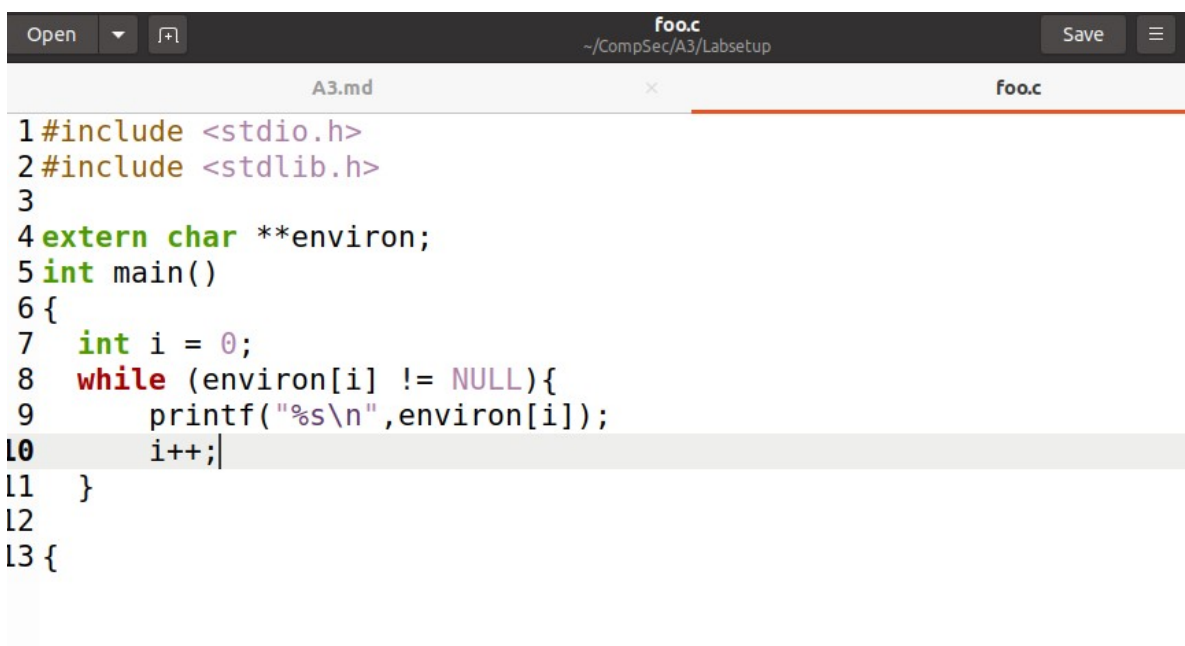 Open
foo.c
~/CompSec/A3/Labsetup
Save
A3.md
foo.c
1 #include <stdio.h>
2 #include <stdlib.h>
3
4 extern char **environ;
5 int main()
6 {
7   int i = 0;
8   while (environ[i] != NULL){
9       printf("%s\n",environ[i]);
10       i++;
11   }
12
13 {